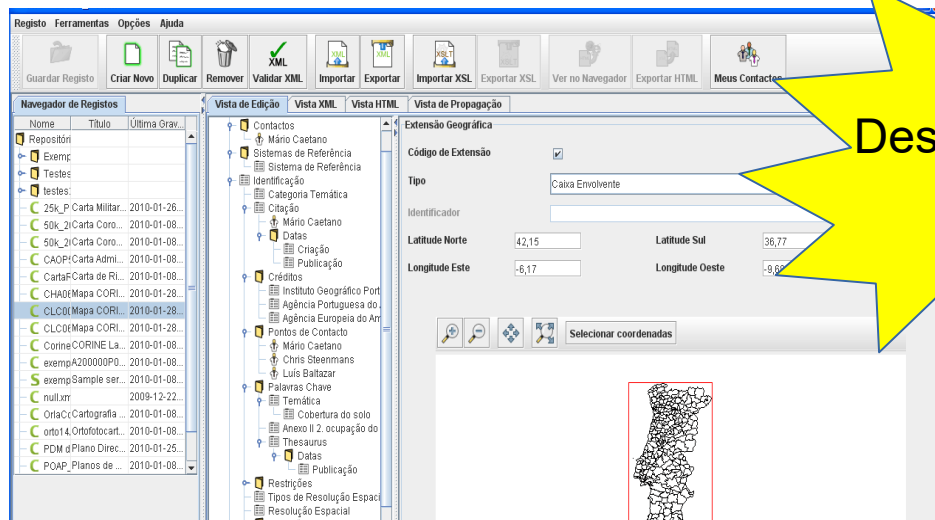 Registo Ferramentas Opções Ajuda
Guardar Registo Criar Novo Duplicar Remover Validar XML Importar Exportar Importar XSL Exportar XSL Ver no Navegador Exportar HTML Meus Contactos
Navegador de Registos
Nome Título Última Grav...
Repositóri
Exemp
Testes
testes:
25k_P Carta Militar... 2010-01-26...
50k_2( Carta Coro... 2010-01-08...
50k_2( Carta Coro... 2010-01-08...
CAOP! Carta Admi... 2010-01-08...
CartaF Carta de Ri... 2010-01-08...
CHA0 Mapa CORI... 2010-01-28...
CLC0 Mapa CORI... 2010-01-28...
CLC0 Mapa CORI... 2010-01-28...
Corine CORINE La... 2010-01-08...
exemp A200000P0... 2010-01-08...
exemp Sample ser... 2010-01-08...
null.xm 2009-12-22...
OrlaCc Cartografia ... 2010-01-08...
orto14, Ortofotocart... 2010-01-08...
PDM d Plano Direc... 2010-01-25...
POAP_ Planos de ... 2010-01-08...
Vista de Edição Vista XML Vista HTML Vista de Propagação
Contactos
Mário Caetano
Sistemas de Referência
Sistema de Referência
Identificação
Categoria Temática
Citação
Mário Caetano
Datas
Criação
Publicação
Créditos
Instituto Geográfico Port
Agência Portuguesa do
Agência Europeia do Am
Pontos de Contacto
Mário Caetano
Chris Steenmans
Luís Baltazar
Palavras Chave
Temática
Cobertura do solo
Anexo II 2. ocupação do
Thesaurus
Datas
Publicação
Restrições
Tipos de Resolução Espaci
Resolução Espacial
Extensão Geográfica
Código de Extensão
Tipo Caixa Envolvente
Identificador
Latitude Norte 42,15 Latitude Sul 36,77
Longitude Este -6,17 Longitude Oeste
Selecionar coordenadas
Des